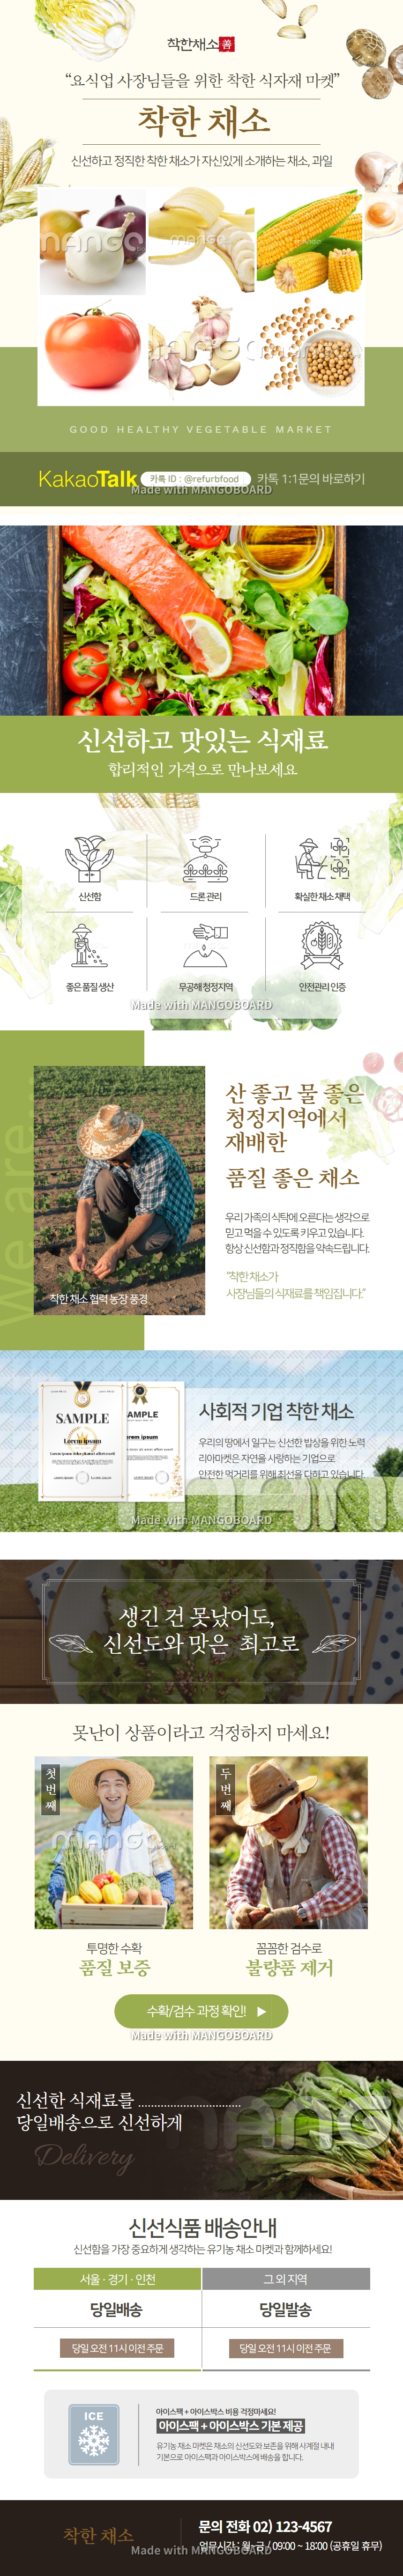 착한채소 善
“요식업 사장님들을 위한 착한 식자재 마켓”
착한 채소
신선하고 정직한 착한 채소가 자신있게 소개하는 채소, 과일
GOOD HEALTHY VEGETABLE MARKET
KakaoTalk 카톡 ID : @refurbfood 카톡 1:1문의 바로하기
Made with MANGOBOARD
신선하고 맛있는 식재료
합리적인 가격으로 만나보세요
신선함 드론 관리 확실한 채소 채택
좋은 품질 생산 무공해 청정지역 안전관리 인증
Made with MANGOBOARD
We are
산 좋고 물 좋은
청정지역에서
재배한
품질 좋은 채소
우리 가족의 식탁에 오른다는 생각으로
믿고 먹을 수 있도록 키우고 있습니다.
항상 신선함과 정직함을 약속드립니다.
“착한 채소가
사장님들의 식재료를 책임집니다.”
착한 채소 협력 농장 풍경
SAMPLE
Lorem ipsum
AMPLE
orem ipsum
사회적 기업 착한 채소
우리의 땅에서 일구는 신선한 밥상을 위한 노력
리아마켓은 자연을 사랑하는 기업으로
안전한 먹거리를 위해 최선을 다하고 있습니다.
Made with MANGOBOARD
생긴 건 못났어도,
신선도와 맛은 최고로
못난이 상품이라고 걱정하지 마세요!
첫번째
두번째
투명한 수확
품질 보증
꼼꼼한 검수로
불량품 제거
수확/검수 과정 확인! ▶
Made with MANGOBOARD
신선한 식재료를
당일배송으로 신선하게
Delivery
신선식품 배송안내
신선함을 가장 중요하게 생각하는 유기농 채소 마켓과 함께하세요!
서울 · 경기 · 인천 그 외 지역
당일배송 당일발송
당일 오전 11시 이전 주문 당일 오전 11시 이전 주문
ICE
아이스팩 + 아이스박스 비용 걱정마세요!
아이스팩 + 아이스박스 기본 제공
유기농 채소 마켓은 채소의 신선도와 보존을 위해 사계절 내내
기본으로 아이스팩과 아이스박스에 배송을 합니다.
착한 채소
문의 전화 02) 123-4567
업무시간 : 월~금 / 09:00 ~ 18:00 (공휴일 휴무)
Made with MANGOBOARD